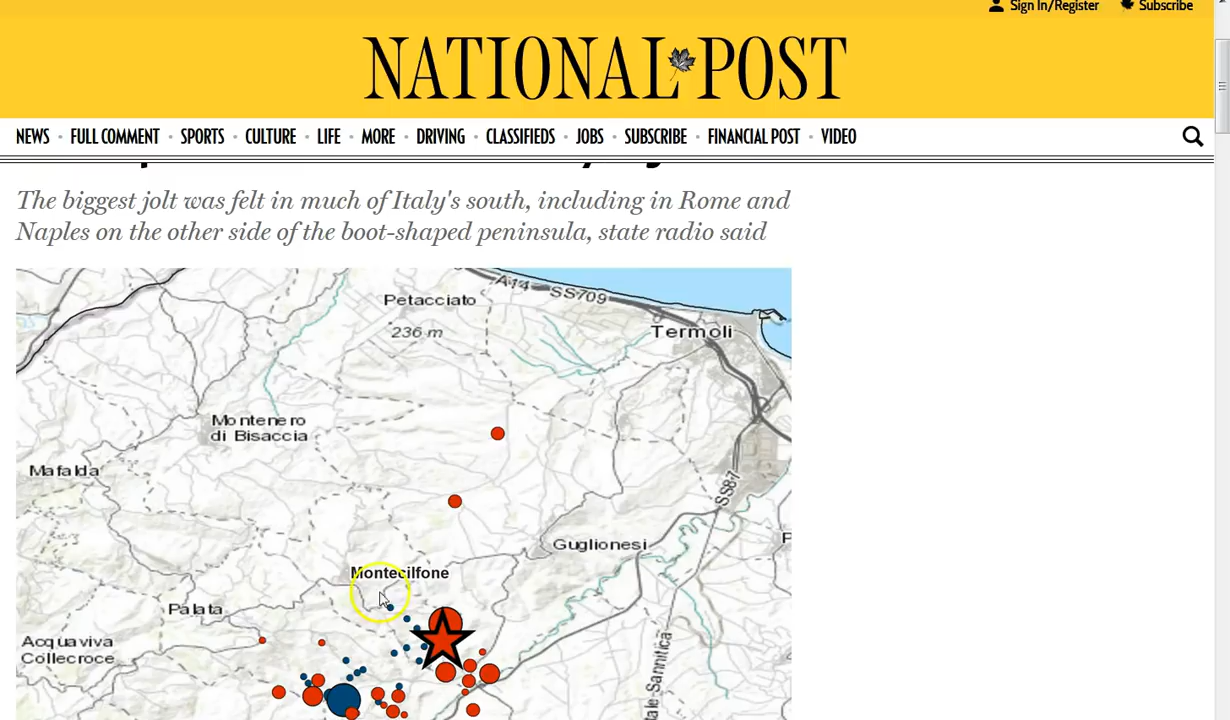 Sign In/Register Subscribe
NATIONAL POST
NEWS FULL COMMENT SPORTS CULTURE LIFE MORE DRIVING CLASSIFIEDS JOBS SUBSCRIBE FINANCIAL POST VIDEO
The biggest jolt was felt in much of Italy's south, including in Rome and
Naples on the other side of the boot-shaped peninsula, state radio said
A14 SS709
Petacciato
236 m
Termoli
Montenero
di Bisaccia
Mafalda
SS87
Guglionesi
Montecilfone
Palata
Acquaviva
Collecroce
ale-Sannitica